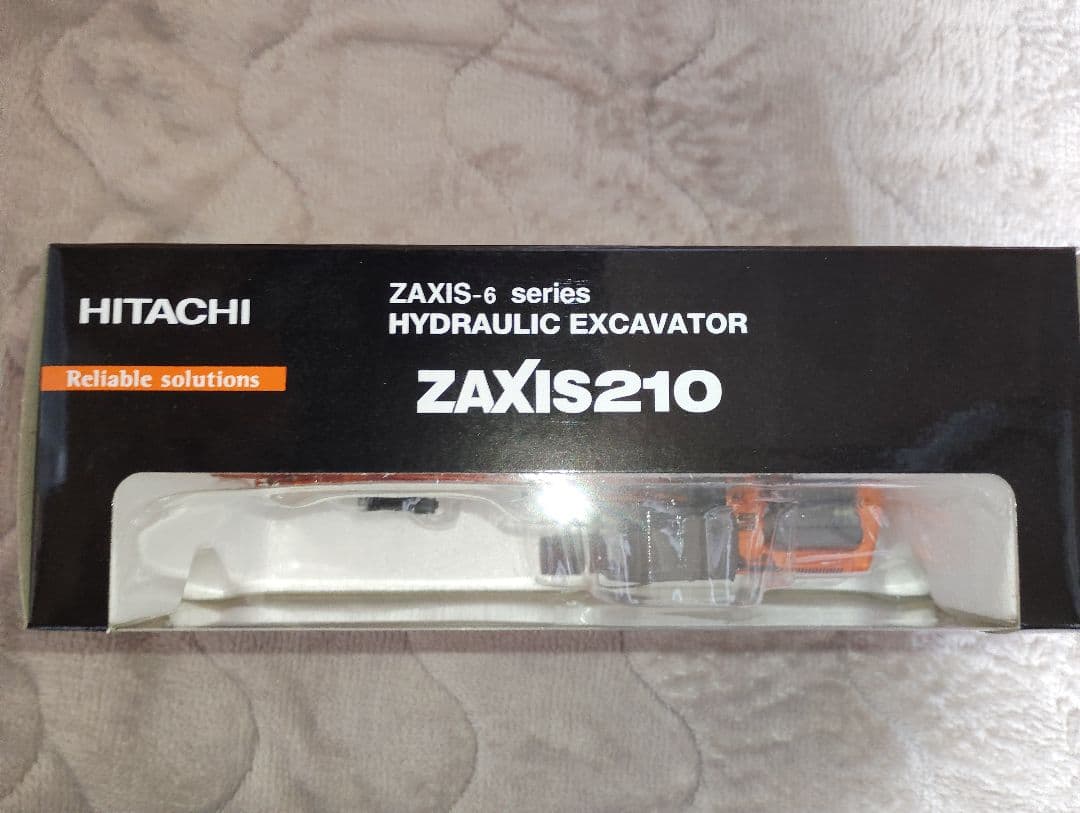 HITACHI
Reliable solutions
ZAXIS-6 series
HYDRAULIC EXCAVATOR
ZAXIS210